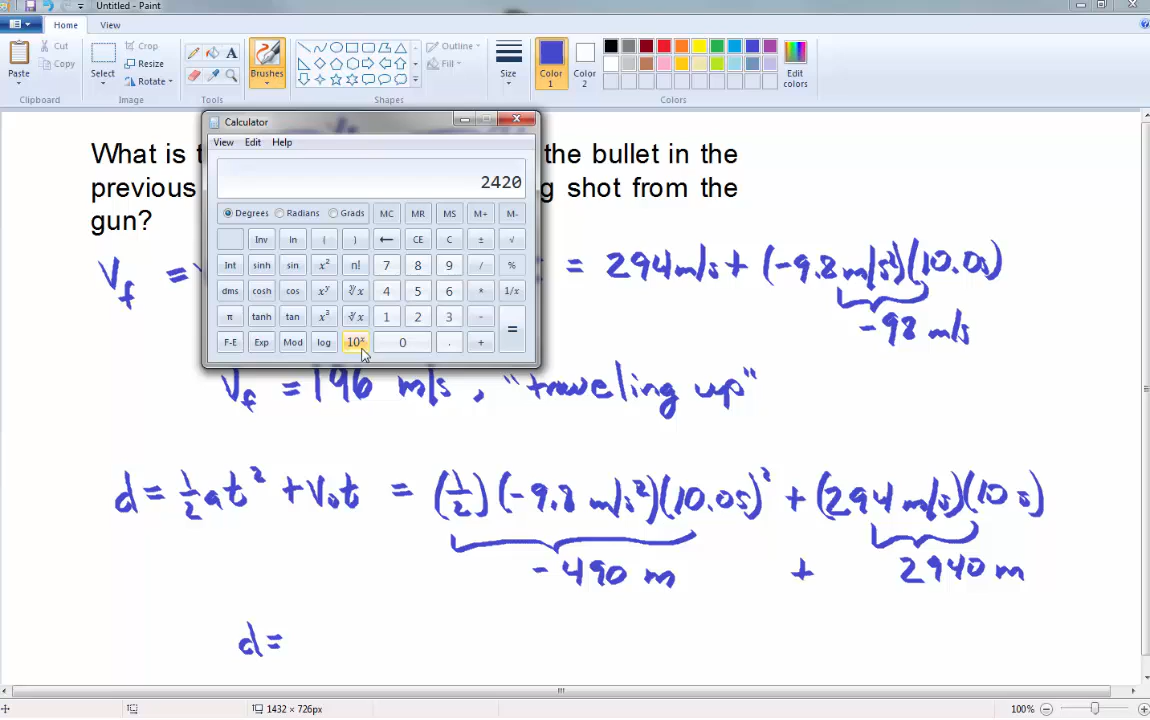 Untitled - Paint
Home View
Paste
Cut
Copy
Clipboard
Select
Crop
Resize
Rotate
Image
A
Tools
Brushes
Shapes
Outline
Fill
Size
Color 1
Color 2
Colors
Edit colors
Calculator
View Edit Help
2420
Degrees Radians Grads MC MR MS M+ M-
Inv ln ( ) ← CE C ± √
Int sinh sin x² n! 7 8 9 / %
dms cosh cos xʸ ʸ√x 4 5 6 * 1/x
π tanh tan x³ ³√x 1 2 3 - =
F-E Exp Mod log 10ˣ 0 . +
What is the bullet in the
previous shot from the
gun?
V_f = = 294 m/s + (-9.8 m/s²)(10.0s)
-98 m/s
V_f = 196 m/s, "traveling up"
d = ½at² + V₀t = (½)(-9.8 m/s²)(10.0s)² + (294 m/s)(10 s)
-490 m + 2940 m
d=
1432 × 726px
100%